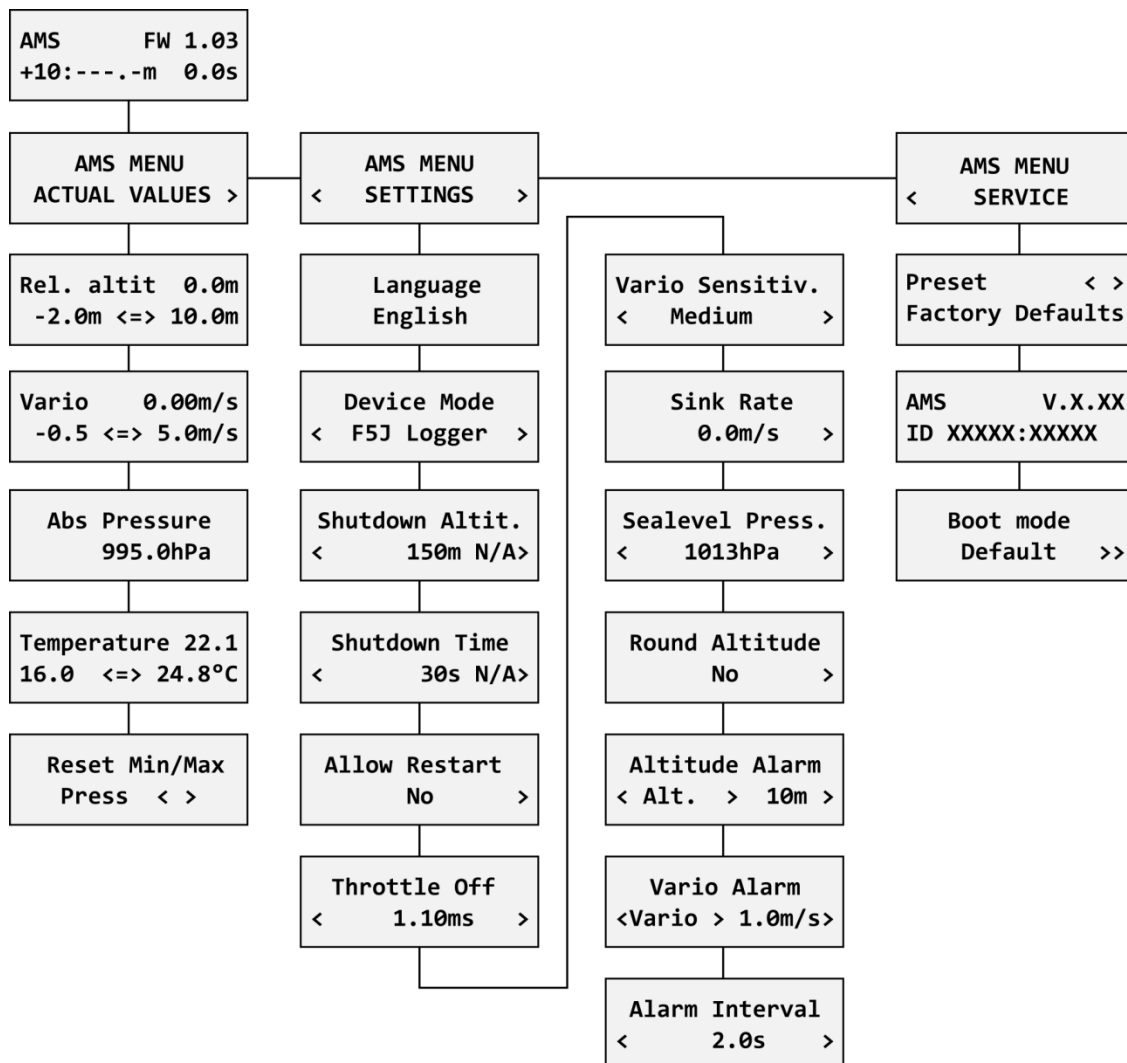 AMS FW 1.03
+10:---.-m 0.0s
AMS MENU
ACTUAL VALUES >
Rel. altit 0.0m
-2.0m <=> 10.0m
Vario 0.00m/s
-0.5 <=> 5.0m/s
Abs Pressure
995.0hPa
Temperature 22.1
16.0 <=> 24.8°C
Reset Min/Max
Press < >
AMS MENU
< SETTINGS >
Language
English
Device Mode
< F5J Logger >
Shutdown Altit.
< 150m N/A>
Shutdown Time
< 30s N/A>
Allow Restart
No >
Throttle Off
< 1.10ms >
Vario Sensitiv.
< Medium >
Sink Rate
0.0m/s >
Sealevel Press.
< 1013hPa >
Round Altitude
No >
Altitude Alarm
< Alt. > 10m >
Vario Alarm
<Vario > 1.0m/s>
Alarm Interval
< 2.0s >
AMS MENU
< SERVICE
Preset < >
Factory Defaults
AMS V.X.XX
ID XXXXX:XXXXX
Boot mode
Default >>